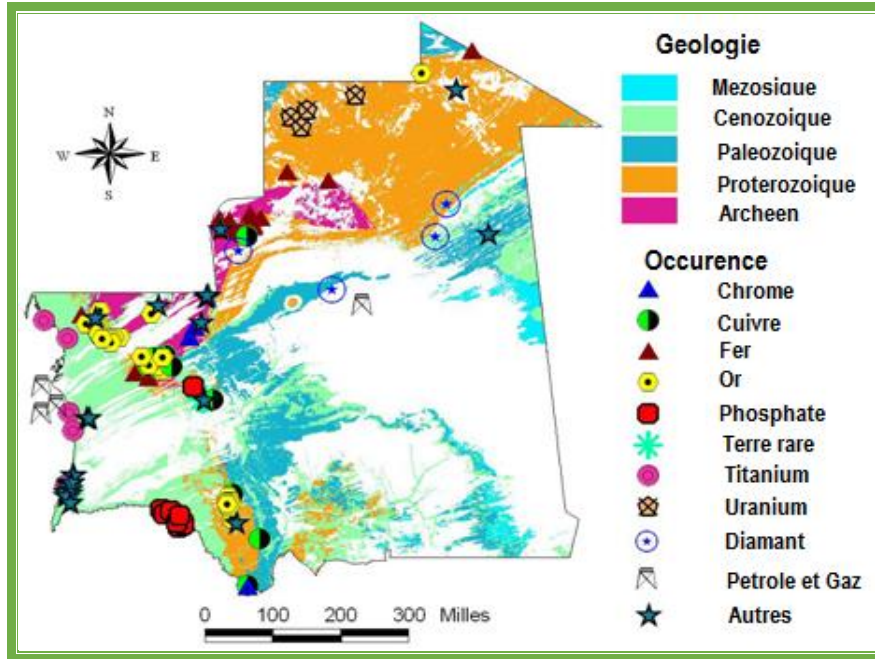 Geologie
Mezosique
Cenozoique
Paleozoique
Proterozoique
Archeen
Occurence
Chrome
Cuivre
Fer
Or
Phosphate
Terre rare
Titanium
Uranium
Diamant
Petrole et Gaz
Autres
N
W E
S
0 100 200 300 Milles